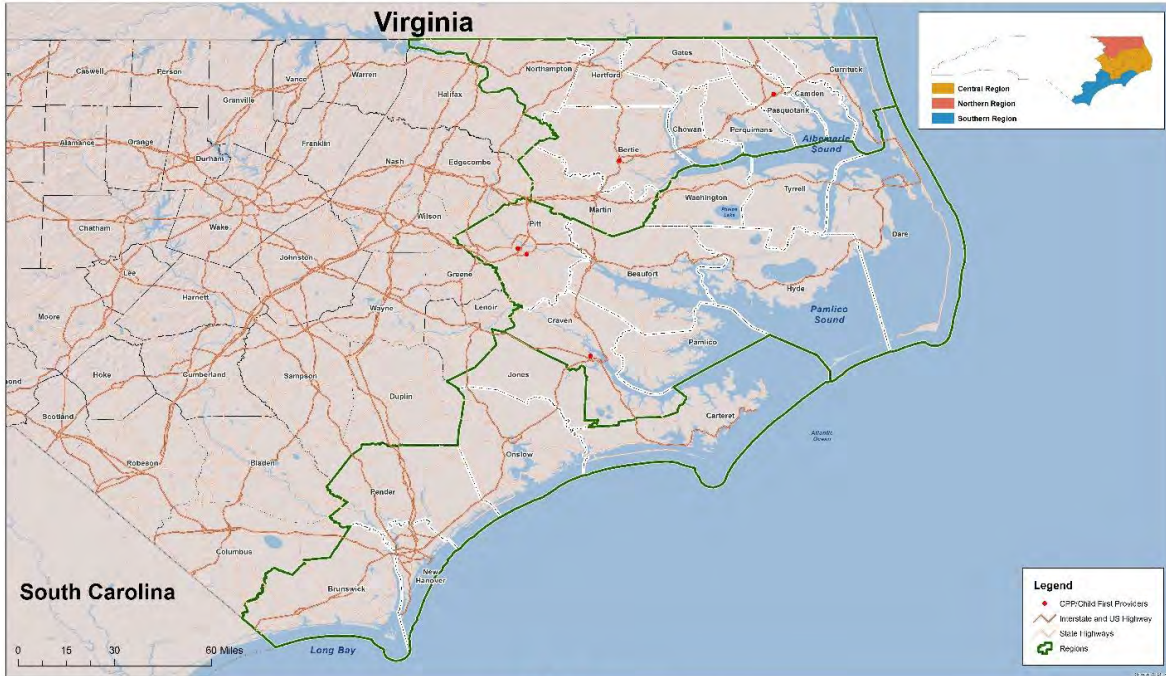 Virginia
Central Region
Northern Region
Southern Region
Caswell
Person
Vance
Warren
Granville
Northampton
Halifax
Hertford
Gates
Currituck
Camden
Pasquotank
Perquimans
Chowan
Bertie
Albemarle
Sound
Alamance
Orange
Durham
Franklin
Nash
Edgecombe
Washington
Tyrrell
Martin
Wilson
Pitt
Dare
Chatham
Wake
Johnston
Greene
Beaufort
Hyde
Lee
Harnett
Wayne
Lenoir
Craven
Pamlico
Sound
Pamlico
Moore
Hoke
Cumberland
Sampson
Duplin
Jones
Carteret
Scotland
Onslow
Atlantic
Ocean
Robeson
Bladen
Pender
Columbus
New
Hanover
Brunswick
South Carolina
Long Bay
0 15 30 60 Miles
Legend
CPP/Child First Providers
Interstate and US Highway
State Highways
Regions